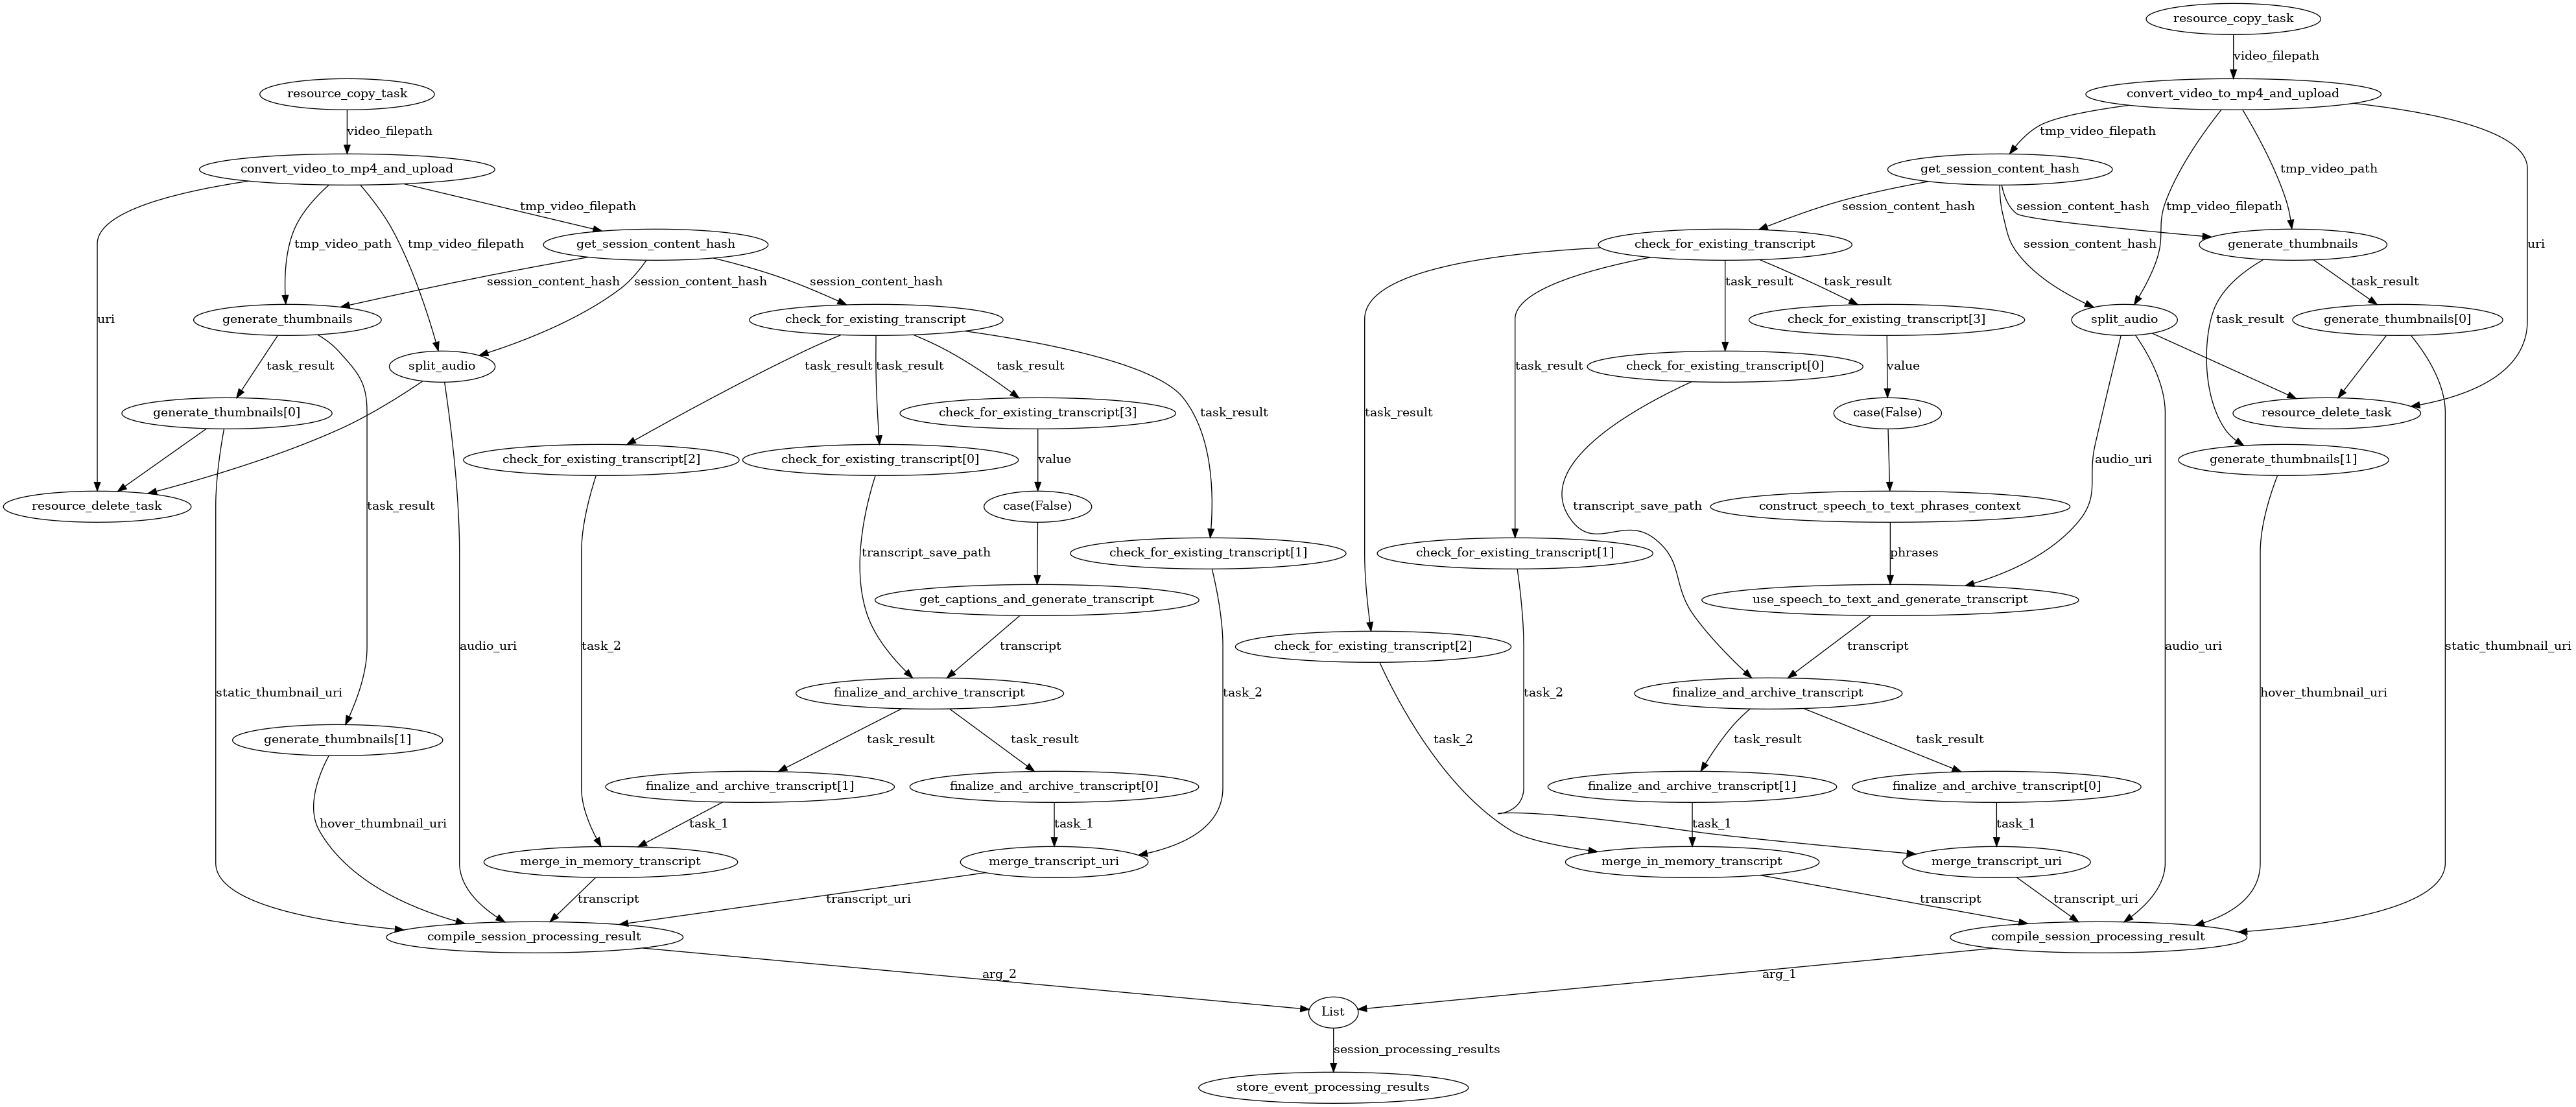 resource_copy_task
video_filepath
resource_copy_task
convert_video_to_mp4_and_upload
video_filepath
tmp_video_filepath
convert_video_to_mp4_and_upload
get_session_content_hash
tmp_video_path
tmp_video_filepath
session_content_hash
session_content_hash
tmp_video_filepath
tmp_video_path
tmp_video_filepath
get_session_content_hash
check_for_existing_transcript
session_content_hash
generate_thumbnails
uri
session_content_hash
session_content_hash
session_content_hash
task_result
task_result
task_result
uri
generate_thumbnails
check_for_existing_transcript
check_for_existing_transcript[3]
split_audio
task_result
generate_thumbnails[0]
task_result
split_audio
task_result
task_result
task_result
task_result
check_for_existing_transcript[0]
value
generate_thumbnails[0]
check_for_existing_transcript[3]
task_result
task_result
case(False)
resource_delete_task
check_for_existing_transcript[2]
check_for_existing_transcript[0]
value
audio_uri
generate_thumbnails[1]
resource_delete_task
task_result
case(False)
transcript_save_path
construct_speech_to_text_phrases_context
transcript_save_path
check_for_existing_transcript[1]
check_for_existing_transcript[1]
phrases
get_captions_and_generate_transcript
use_speech_to_text_and_generate_transcript
task_2
audio_uri
transcript
check_for_existing_transcript[2]
transcript
audio_uri
static_thumbnail_uri
static_thumbnail_uri
finalize_and_archive_transcript
task_2
task_2
finalize_and_archive_transcript
hover_thumbnail_uri
generate_thumbnails[1]
task_result
task_result
task_2
task_result
task_result
finalize_and_archive_transcript[1]
finalize_and_archive_transcript[0]
finalize_and_archive_transcript[1]
finalize_and_archive_transcript[0]
hover_thumbnail_uri
task_1
task_1
task_1
task_1
merge_in_memory_transcript
merge_transcript_uri
merge_in_memory_transcript
merge_transcript_uri
transcript
transcript_uri
transcript
transcript_uri
compile_session_processing_result
compile_session_processing_result
arg_2
arg_1
List
session_processing_results
store_event_processing_results